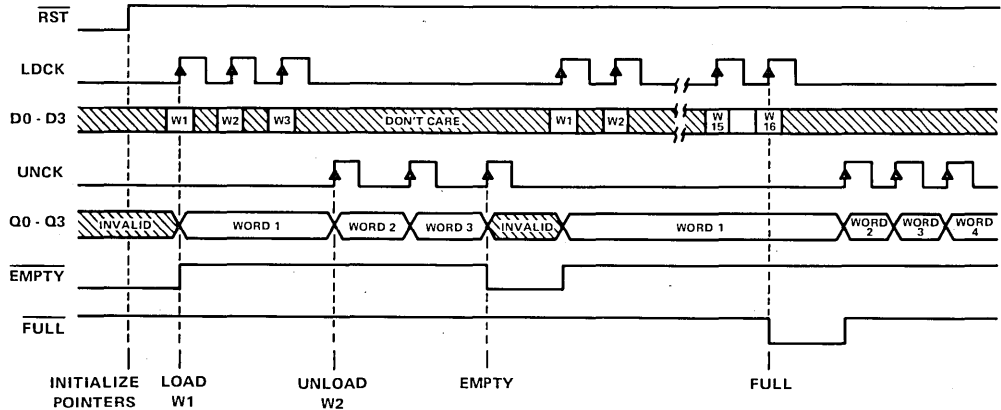 RST
LDCK
D0 - D3 W1 W2 W3 DON'T CARE W1 W2 W 15 W 16
UNCK
Q0 - Q3 INVALID WORD 1 WORD 2 WORD 3 INVALID WORD 1 WORD 2 WORD 3 WORD 4
EMPTY
FULL
INITIALIZE POINTERS
LOAD W1
UNLOAD W2
EMPTY
FULL